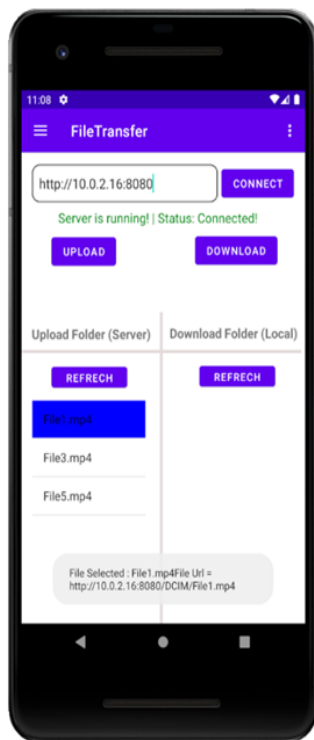 11:08
FileTransfer
http://10.0.2.16:8080
CONNECT
Server is running! | Status: Connected!
UPLOAD
DOWNLOAD
Upload Folder (Server)
Download Folder (Local)
REFRECH
REFRECH
File1.mp4
File3.mp4
File5.mp4
File Selected : File1.mp4File Url =
http://10.0.2.16:8080/DCIM/File1.mp4